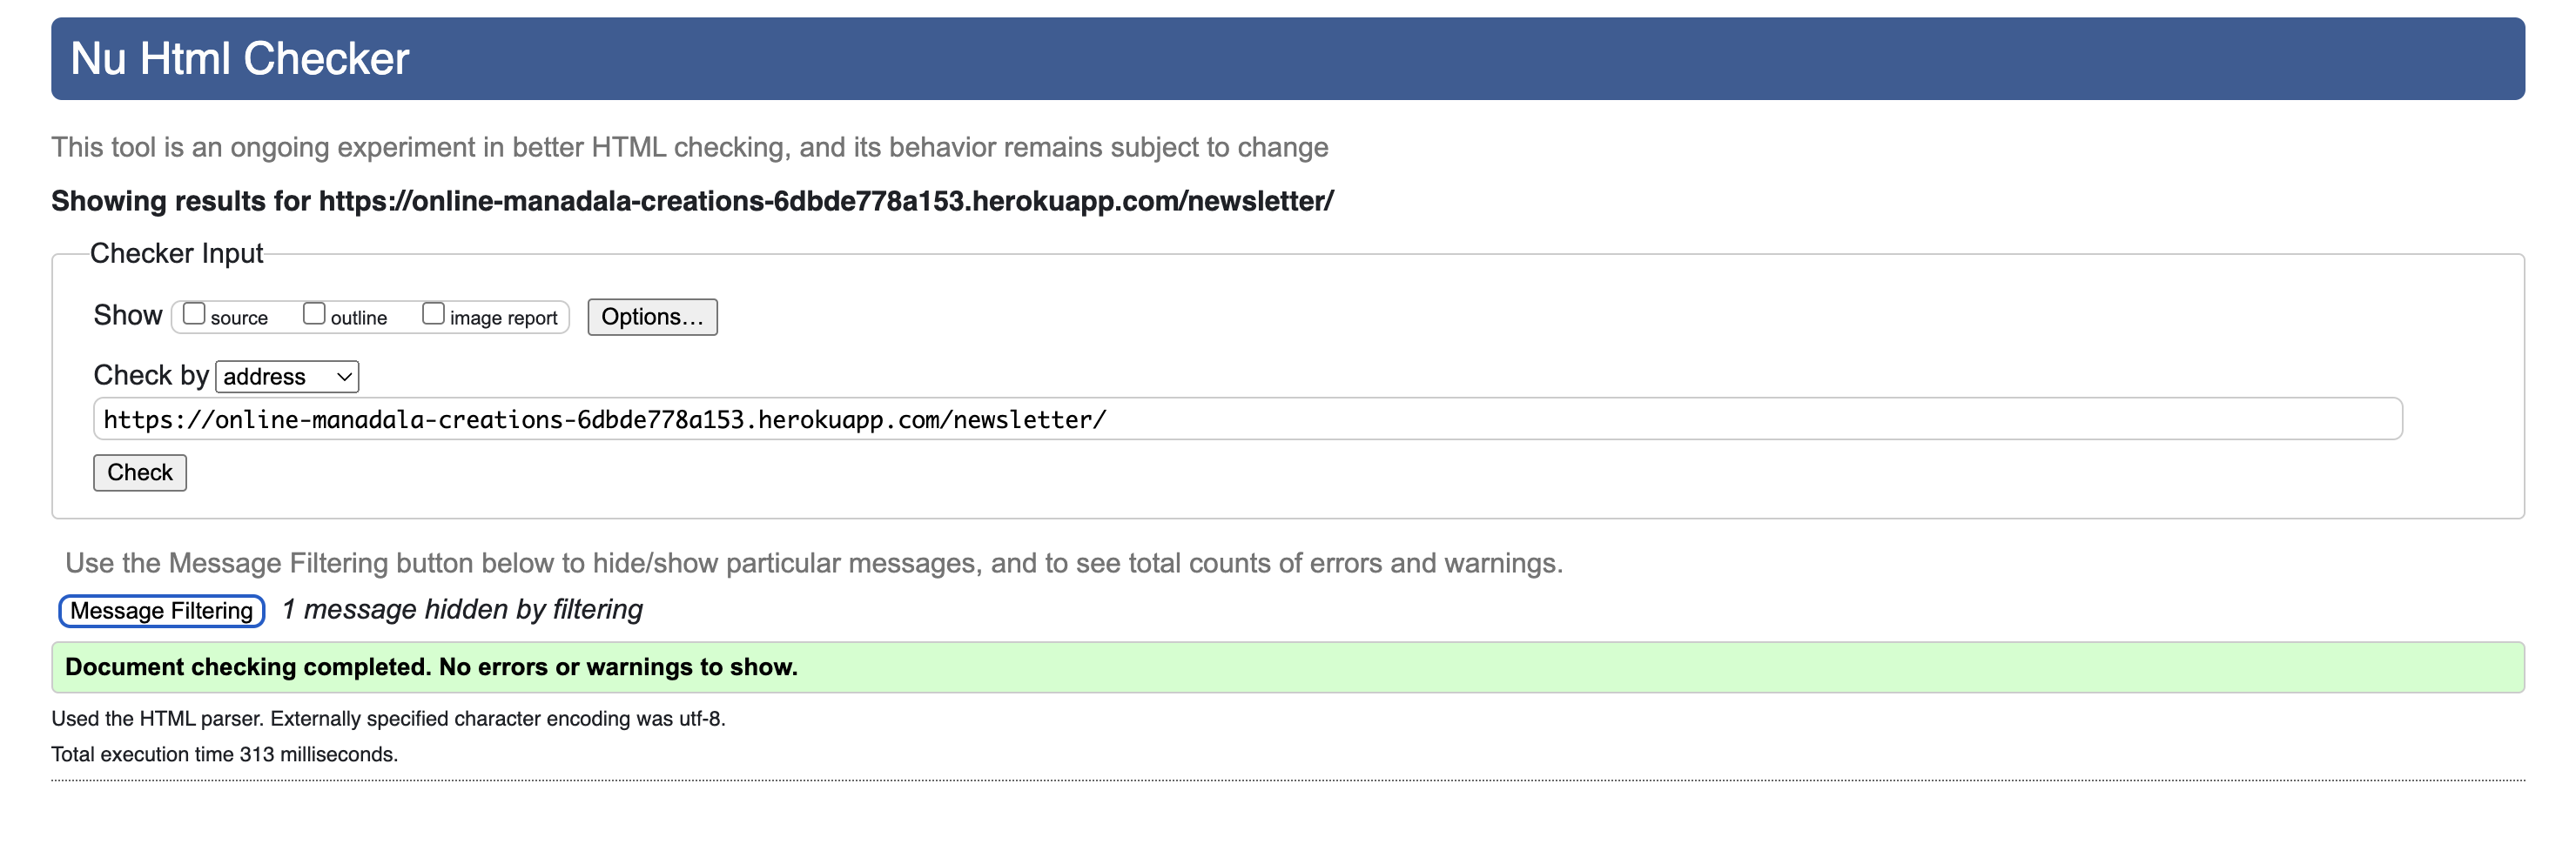 Nu Html Checker
This tool is an ongoing experiment in better HTML checking, and its behavior remains subject to change
Showing results for https://online-manadala-creations-6dbde778a153.herokuapp.com/newsletter/
Checker Input
Show source outline image report Options...
Check by address
https://online-manadala-creations-6dbde778a153.herokuapp.com/newsletter/
Check
Use the Message Filtering button below to hide/show particular messages, and to see total counts of errors and warnings.
Message Filtering 1 message hidden by filtering
Document checking completed. No errors or warnings to show.
Used the HTML parser. Externally specified character encoding was utf-8.
Total execution time 313 milliseconds.